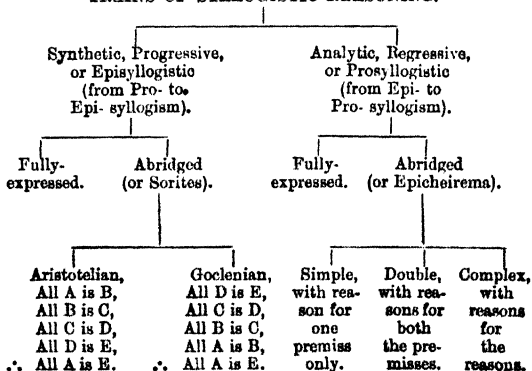 TRAINS OF SYLLOGISTIC REASONING.
Synthetic, Progressive,
or Episyllogistic
(from Pro- to
Epi- syllogism).
Analytic, Regressive,
or Prosyllogistic
(from Epi- to
Pro- syllogism).
Fully-
expressed.
Abridged
(or Sorites).
Fully-
expressed.
Abridged
(or Epicheirema).
Aristotelian,
All A is B,
All B is C,
All C is D,
All D is E,
∴ All A is E.
Goclenian,
All D is E,
All C is D,
All B is C,
All A is B,
∴ All A is E.
Simple,
with rea-
son for
one
premiss
only.
Double,
with rea-
sons for
both
the pre-
misses.
Complex,
with
reasons
for
the
reasons.